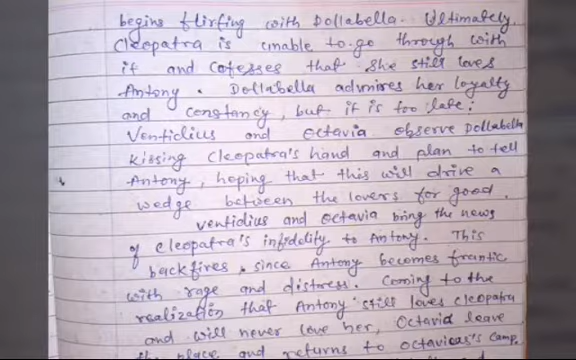 begins flirting with Dollabella. Ultimately,
Cleopatra is unable to go through with
it and cofesses that she still loves
Antony. Dollabella admires her loyalty
and constancy, but it is too late:
Ventidius and Octavia observe Dollabella
kissing Cleopatra's hand and plan to tell
Antony, hoping that this will drive a
wedge between the lovers for good.
Ventidius and Octavia bring the news
of Cleopatra's infidelity to Antony. This
backfires, since Antony becomes frantic
with rage and distress. Coming to the
realization that Antony still loves Cleopatra
and will never love her, Octavia leave
the place and returns to octavious's camp.